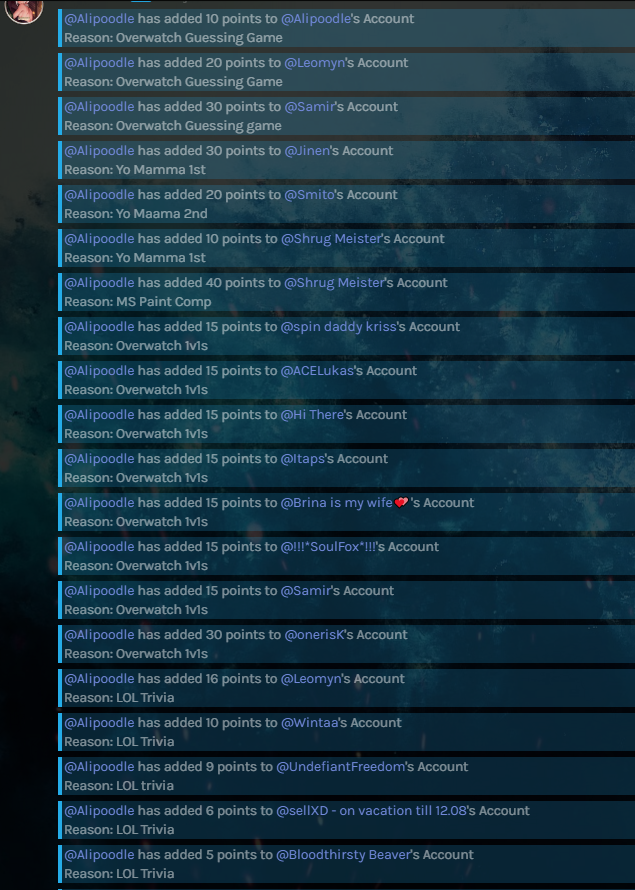 @Alipoodle has added 10 points to @Alipoodle's Account
Reason: Overwatch Guessing Game
@Alipoodle has added 20 points to @Leomyn's Account
Reason: Overwatch Guessing Game
@Alipoodle has added 30 points to @Samir's Account
Reason: Overwatch Guessing game
@Alipoodle has added 30 points to @Jinen's Account
Reason: Yo Mamma 1st
@Alipoodle has added 20 points to @Smito's Account
Reason: Yo Maama 2nd
@Alipoodle has added 10 points to @Shrug Meister's Account
Reason: Yo Mamma 1st
@Alipoodle has added 40 points to @Shrug Meister's Account
Reason: MS Paint Comp
@Alipoodle has added 15 points to @spin daddy kriss's Account
Reason: Overwatch 1v1s
@Alipoodle has added 15 points to @ACELukas's Account
Reason: Overwatch 1v1s
@Alipoodle has added 15 points to @Hi There's Account
Reason: Overwatch 1v1s
@Alipoodle has added 15 points to @Itaps's Account
Reason: Overwatch 1v1s
@Alipoodle has added 15 points to @Brina is my wife💕's Account
Reason: Overwatch 1v1s
@Alipoodle has added 15 points to @!!!*SoulFox*!!!'s Account
Reason: Overwatch 1v1s
@Alipoodle has added 15 points to @Samir's Account
Reason: Overwatch 1v1s
@Alipoodle has added 30 points to @onerisK's Account
Reason: Overwatch 1v1s
@Alipoodle has added 16 points to @Leomyn's Account
Reason: LOL Trivia
@Alipoodle has added 10 points to @Wintaa's Account
Reason: LOL Trivia
@Alipoodle has added 9 points to @UndefiantFreedom's Account
Reason: LOL trivia
@Alipoodle has added 6 points to @sellXD - on vacation till 12.08's Account
Reason: LOL Trivia
@Alipoodle has added 5 points to @Bloodthirsty Beaver's Account
Reason: LOL Trivia